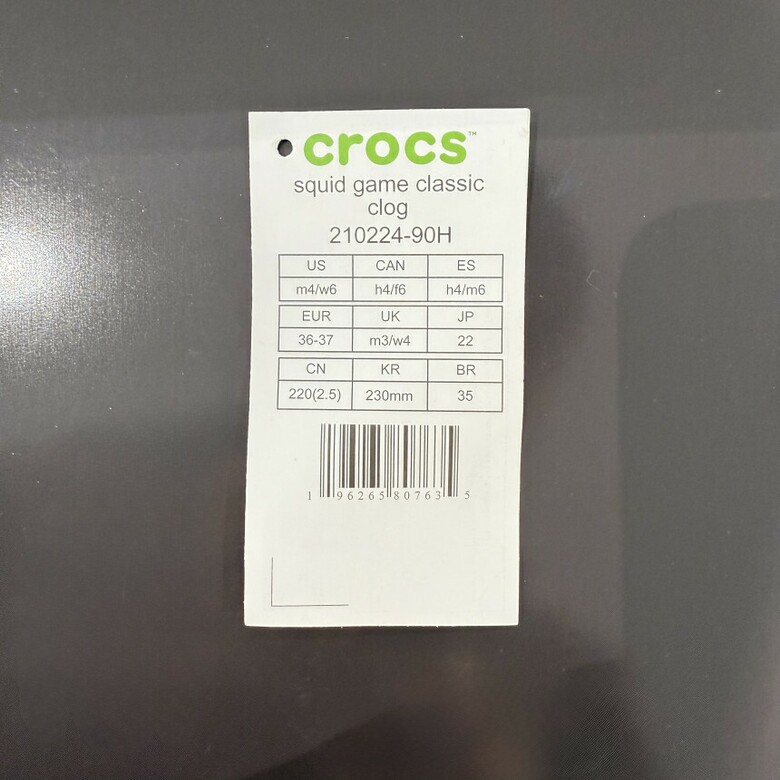 crocs™
squid game classic
clog
210224-90H
US CAN ES
m4/w6 h4/f6 h4/m6
EUR UK JP
36-37 m3/w4 22
CN KR BR
220(2.5) 230mm 35
1 96265 80763 5